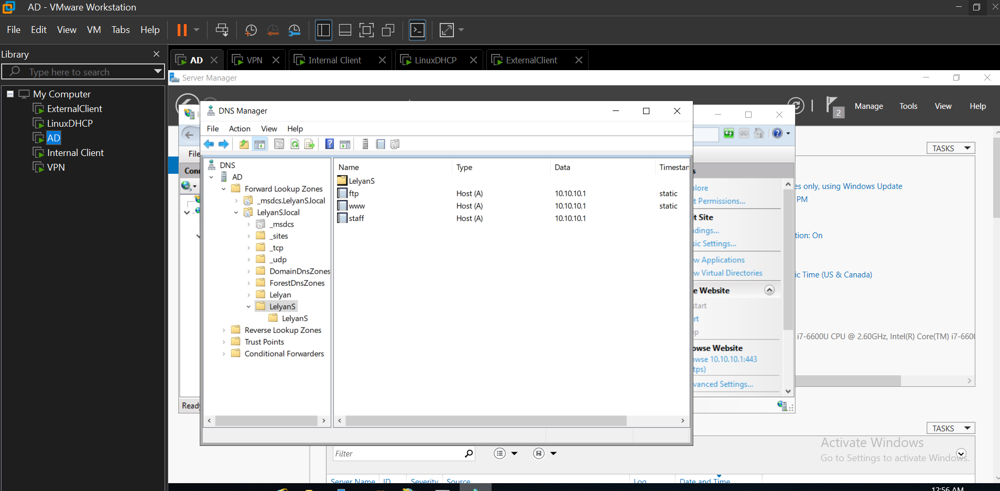 AD - VMware Workstation
File Edit View VM Tabs Help
Library
Type here to search
My Computer
ExternalClient
LinuxDHCP
AD
Internal Client
VPN
AD VPN Internal Client LinuxDHCP ExternalClient
Server Manager
2 Manage Tools View Help
DNS Manager
File Action View Help
DNS
AD
Forward Lookup Zones
_msdcs.LelyanS.local
LelyanS.local
_msdcs
_sites
_tcp
_udp
DomainDnsZones
ForestDnsZones
Lelyan
LelyanS
LelyanS
Reverse Lookup Zones
Trust Points
Conditional Forwarders
Name Type Data Timestan
LelyanS
ftp Host (A) 10.10.10.1 static
www Host (A) 10.10.10.1 static
staff Host (A) 10.10.10.1
File
Conn
Ready
s
lore
t Permissions...
t Site
dings...
ic Settings...
w Applications
w Virtual Directories
e Website
tart
rt
p
owse Website
wse 10.10.10.1:443
tps)
vanced Settings...
TASKS
es only, using Windows Update
PM
tion: On
ic Time (US & Canada)
i7-6600U CPU @ 2.60GHz, Intel(R) Core(TM) i7-660
TASKS
Filter
Activate Windows
Go to Settings to activate Windows.
Server Name ID Severity Source Log Date and Time
12:56 AM